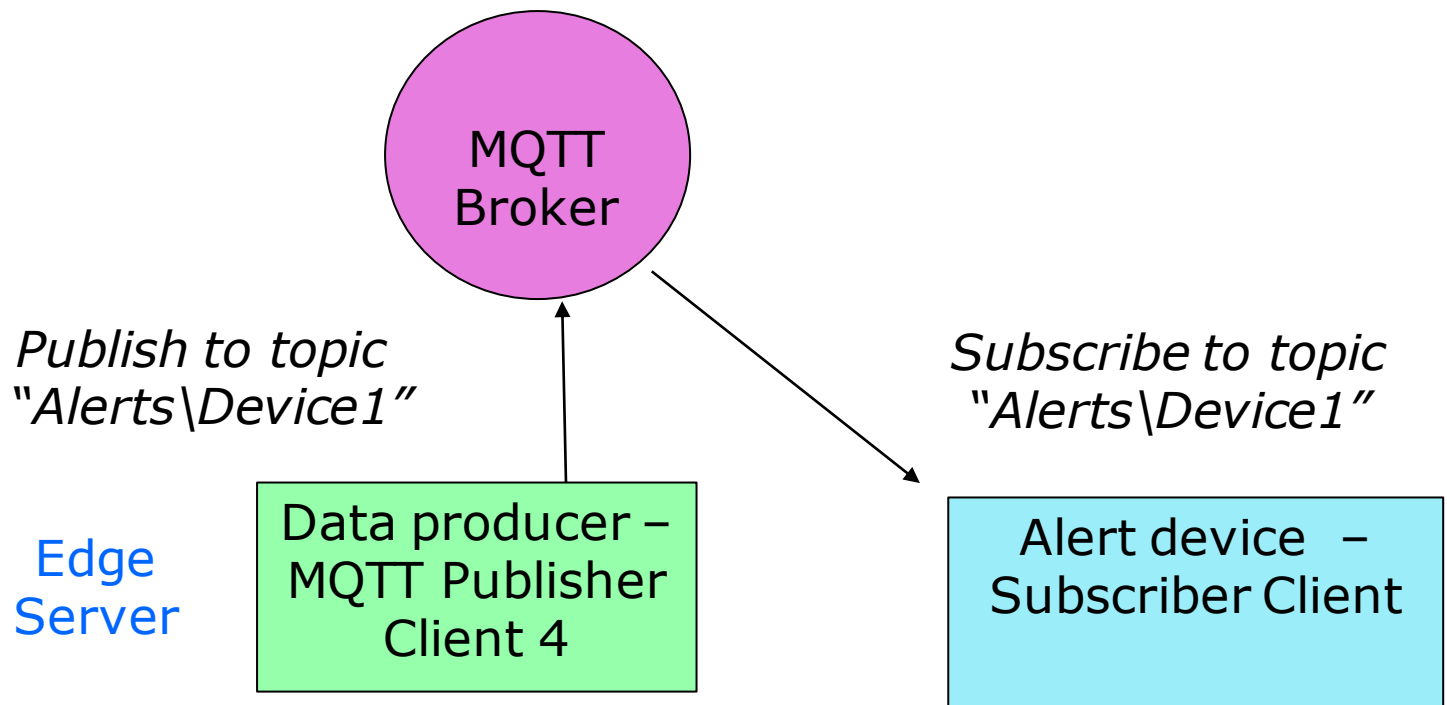 MQTT
Broker
Publish to topic
“Alerts\Device1”
Subscribe to topic
“Alerts\Device1”
Edge
Server
Data producer –
MQTT Publisher
Client 4
Alert device –
Subscriber Client